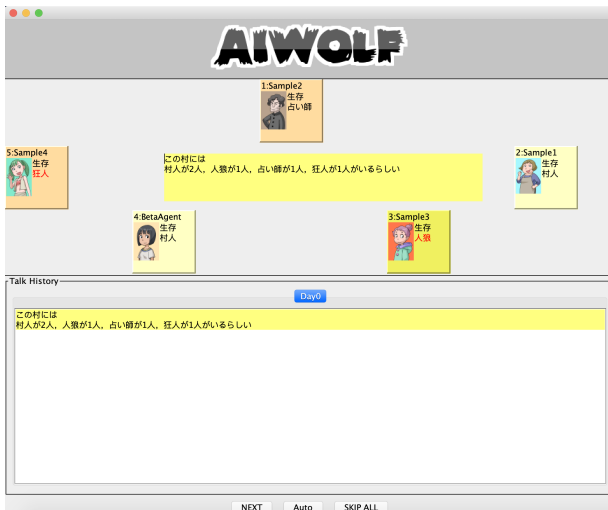 AIWOLF
1:Sample2
生存
占い師
5:Sample4
生存
狂人
この村には
村人が2人，人狼が1人，占い師が1人，狂人が1人がいるらしい
2:Sample1
生存
村人
4:BetaAgent
生存
村人
3:Sample3
生存
人狼
Talk History
Day0
この村には
村人が2人，人狼が1人，占い師が1人，狂人が1人がいるらしい
NEXT Auto SKIP ALL